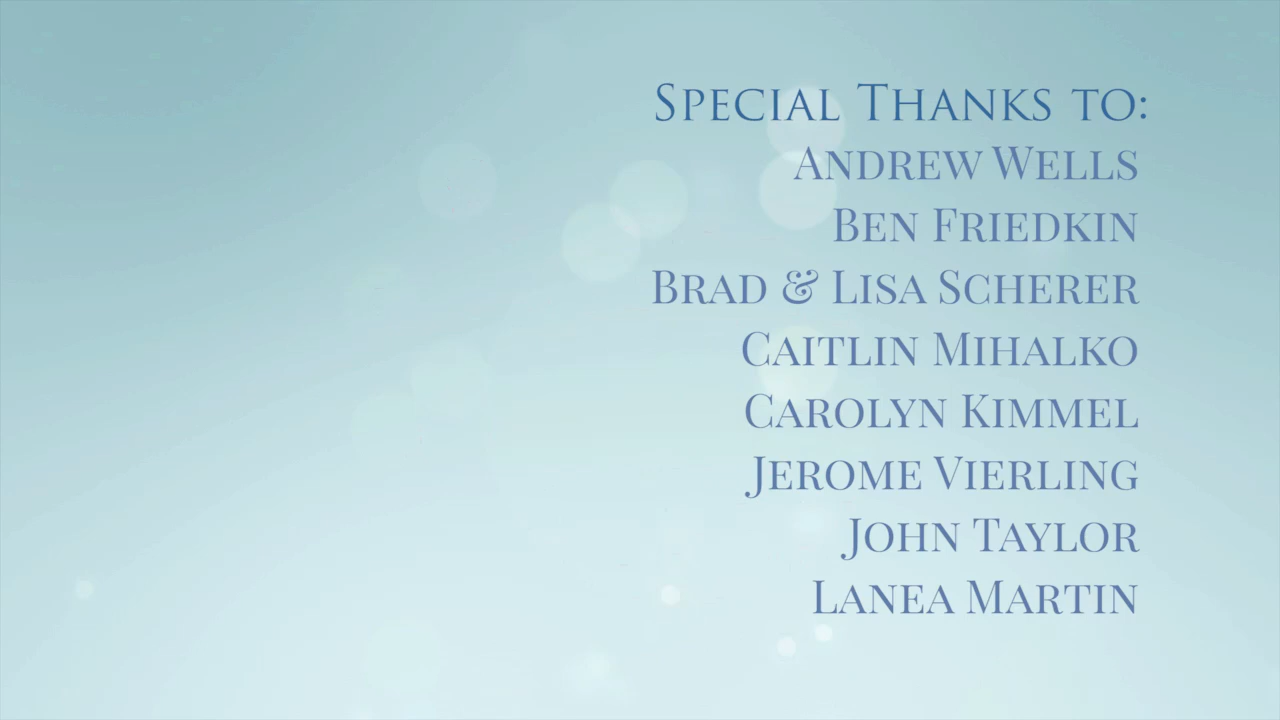 Special Thanks to:
Andrew Wells
Ben Friedkin
Brad & Lisa Scherer
Caitlin Mihalko
Carolyn Kimmel
Jerome Vierling
John Taylor
Lanea Martin